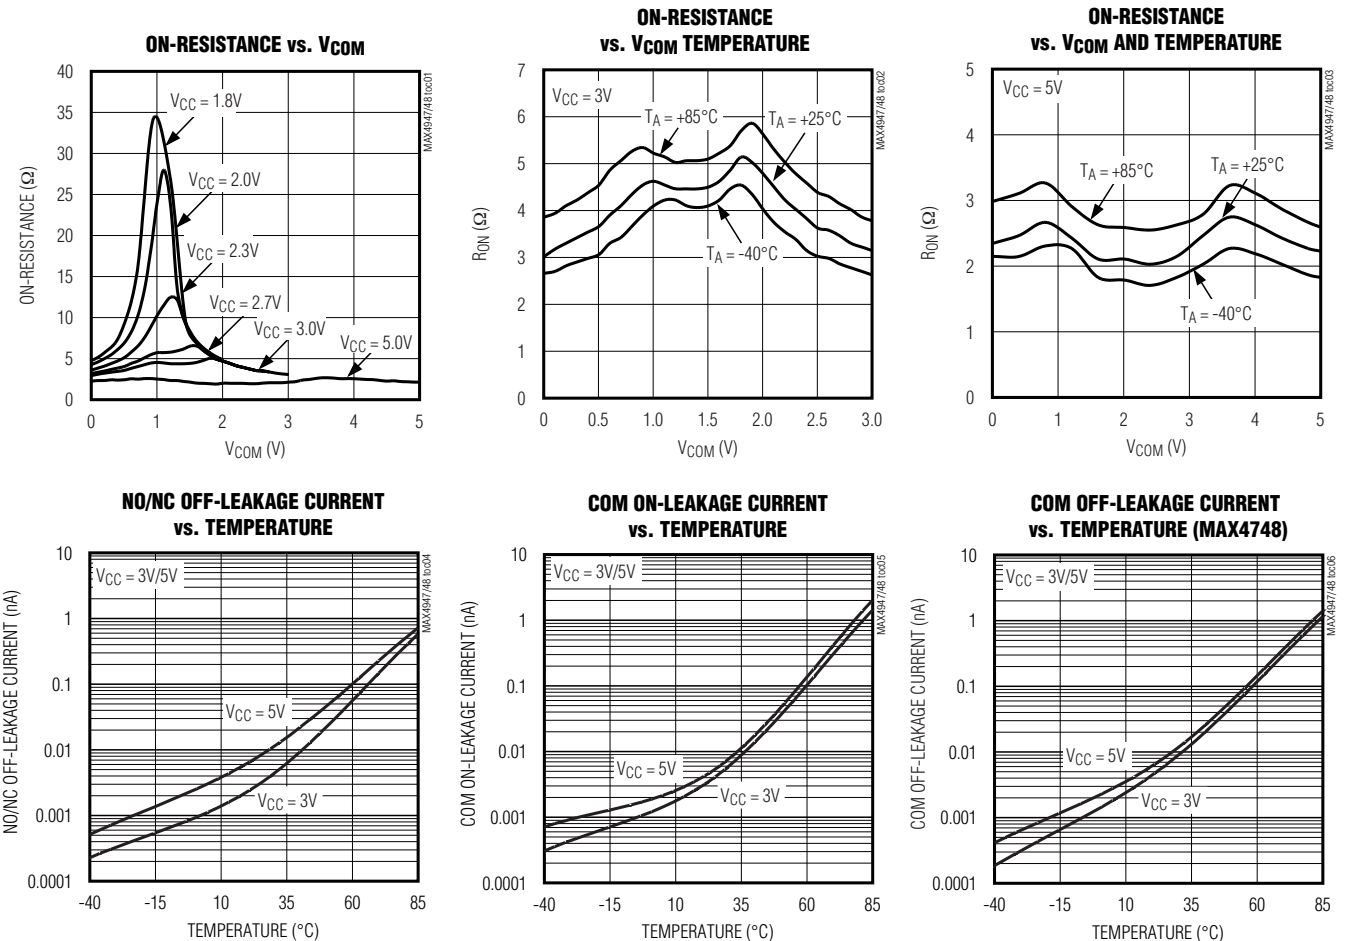 ON-RESISTANCE vs. VCOM
40
35
30
25
20
15
10
5
0
ON-RESISTANCE (Ω)
VCC = 1.8V
VCC = 2.0V
VCC = 2.3V
VCC = 2.7V
VCC = 3.0V
VCC = 5.0V
0 1 2 3 4 5
VCOM (V)
MAX4947/48 toc01
ON-RESISTANCE
vs. VCOM TEMPERATURE
7
6
5
4
3
2
1
0
RON (Ω)
VCC = 3V
TA = +85°C
TA = +25°C
TA = -40°C
0 0.5 1.0 1.5 2.0 2.5 3.0
VCOM (V)
MAX4947/48 toc02
ON-RESISTANCE
vs. VCOM AND TEMPERATURE
5
4
3
2
1
0
RON (Ω)
VCC = 5V
TA = +85°C
TA = +25°C
TA = -40°C
0 1 2 3 4 5
VCOM (V)
MAX4947/48 toc03
NO/NC OFF-LEAKAGE CURRENT
vs. TEMPERATURE
10
1
0.1
0.01
0.001
0.0001
NO/NC OFF-LEAKAGE CURRENT (nA)
VCC = 3V/5V
VCC = 5V
VCC = 3V
-40 -15 10 35 60 85
TEMPERATURE (°C)
MAX4947/48 toc04
COM ON-LEAKAGE CURRENT
vs. TEMPERATURE
10
1
0.1
0.01
0.001
0.0001
COM ON-LEAKAGE CURRENT (nA)
VCC = 3V/5V
VCC = 5V
VCC = 3V
-40 -15 10 35 60 85
TEMPERATURE (°C)
MAX4947/48 toc05
COM OFF-LEAKAGE CURRENT
vs. TEMPERATURE (MAX4748)
10
1
0.1
0.01
0.001
0.0001
COM OFF-LEAKAGE CURRENT (nA)
VCC = 3V/5V
VCC = 5V
VCC = 3V
-40 -15 10 35 60 85
TEMPERATURE (°C)
MAX4947/48 toc06